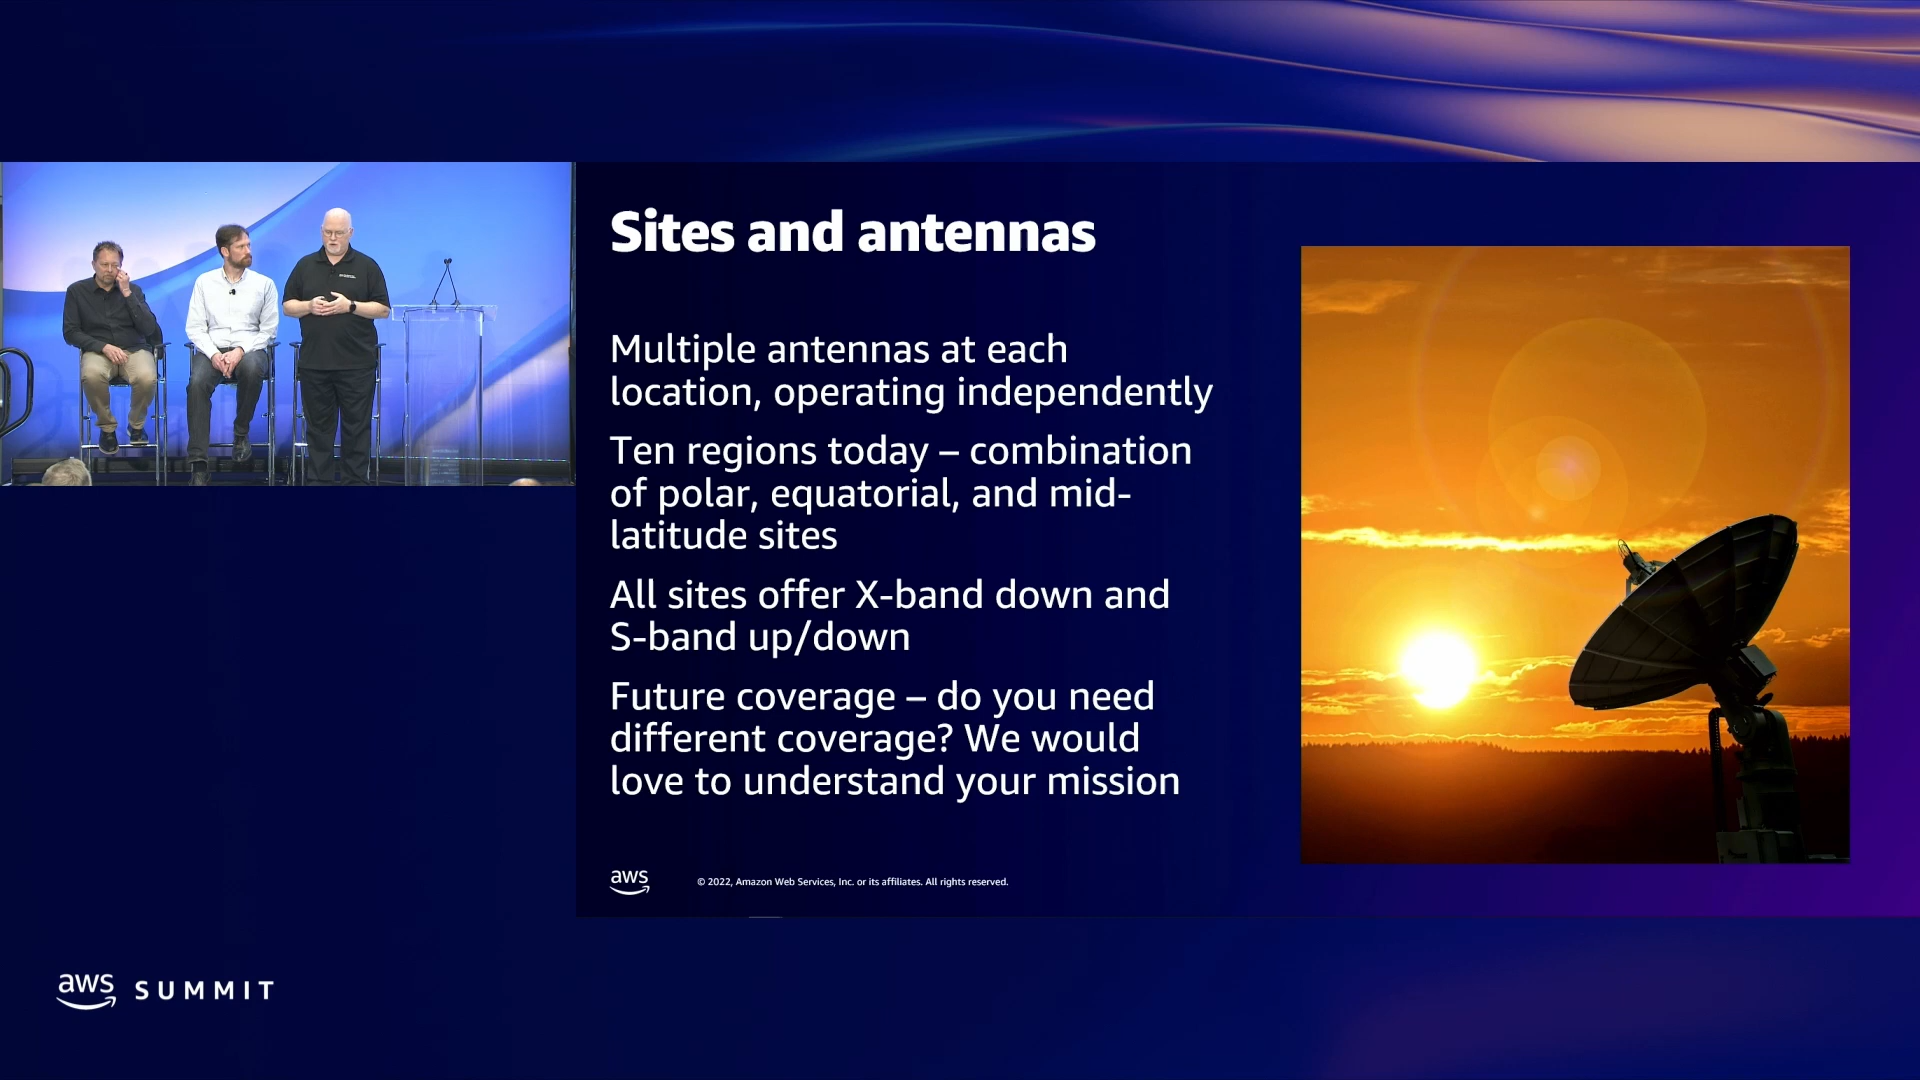 Sites and antennas
Multiple antennas at each
location, operating independently
Ten regions today – combination
of polar, equatorial, and mid-
latitude sites
All sites offer X-band down and
S-band up/down
Future coverage – do you need
different coverage? We would
love to understand your mission
aws
© 2022, Amazon Web Services, Inc. or its affiliates. All rights reserved.
aws SUMMIT